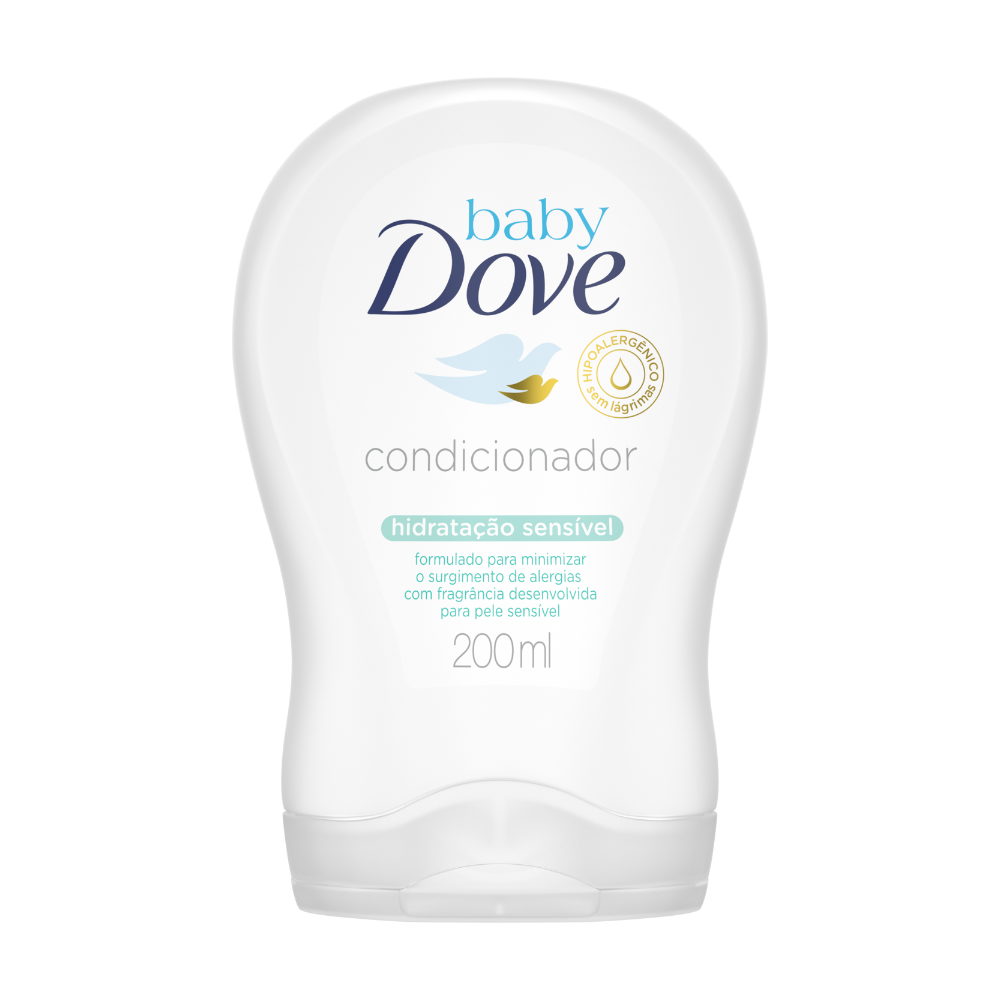 baby
Dove
HIPOALERGÊNICO
sem lágrimas
condicionador
hidratação sensível
formulado para minimizar
o surgimento de alergias
com fragrância desenvolvida
para pele sensível
200ml